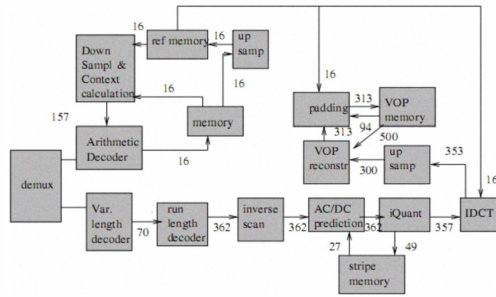 16
16
ref memory
up
samp
Down
Sampl &
Context
calculation
16
16
16
157
memory
padding
313
VOP
memory
94
313
500
Arithmetic
Decoder
16
VOP
reconstr
300
up
samp
353
demux
16
Var.
length
decoder
70
run
length
decoder
362
inverse
scan
362
AC/DC
prediction
362
iQuant
357
IDCT
27
49
stripe memory